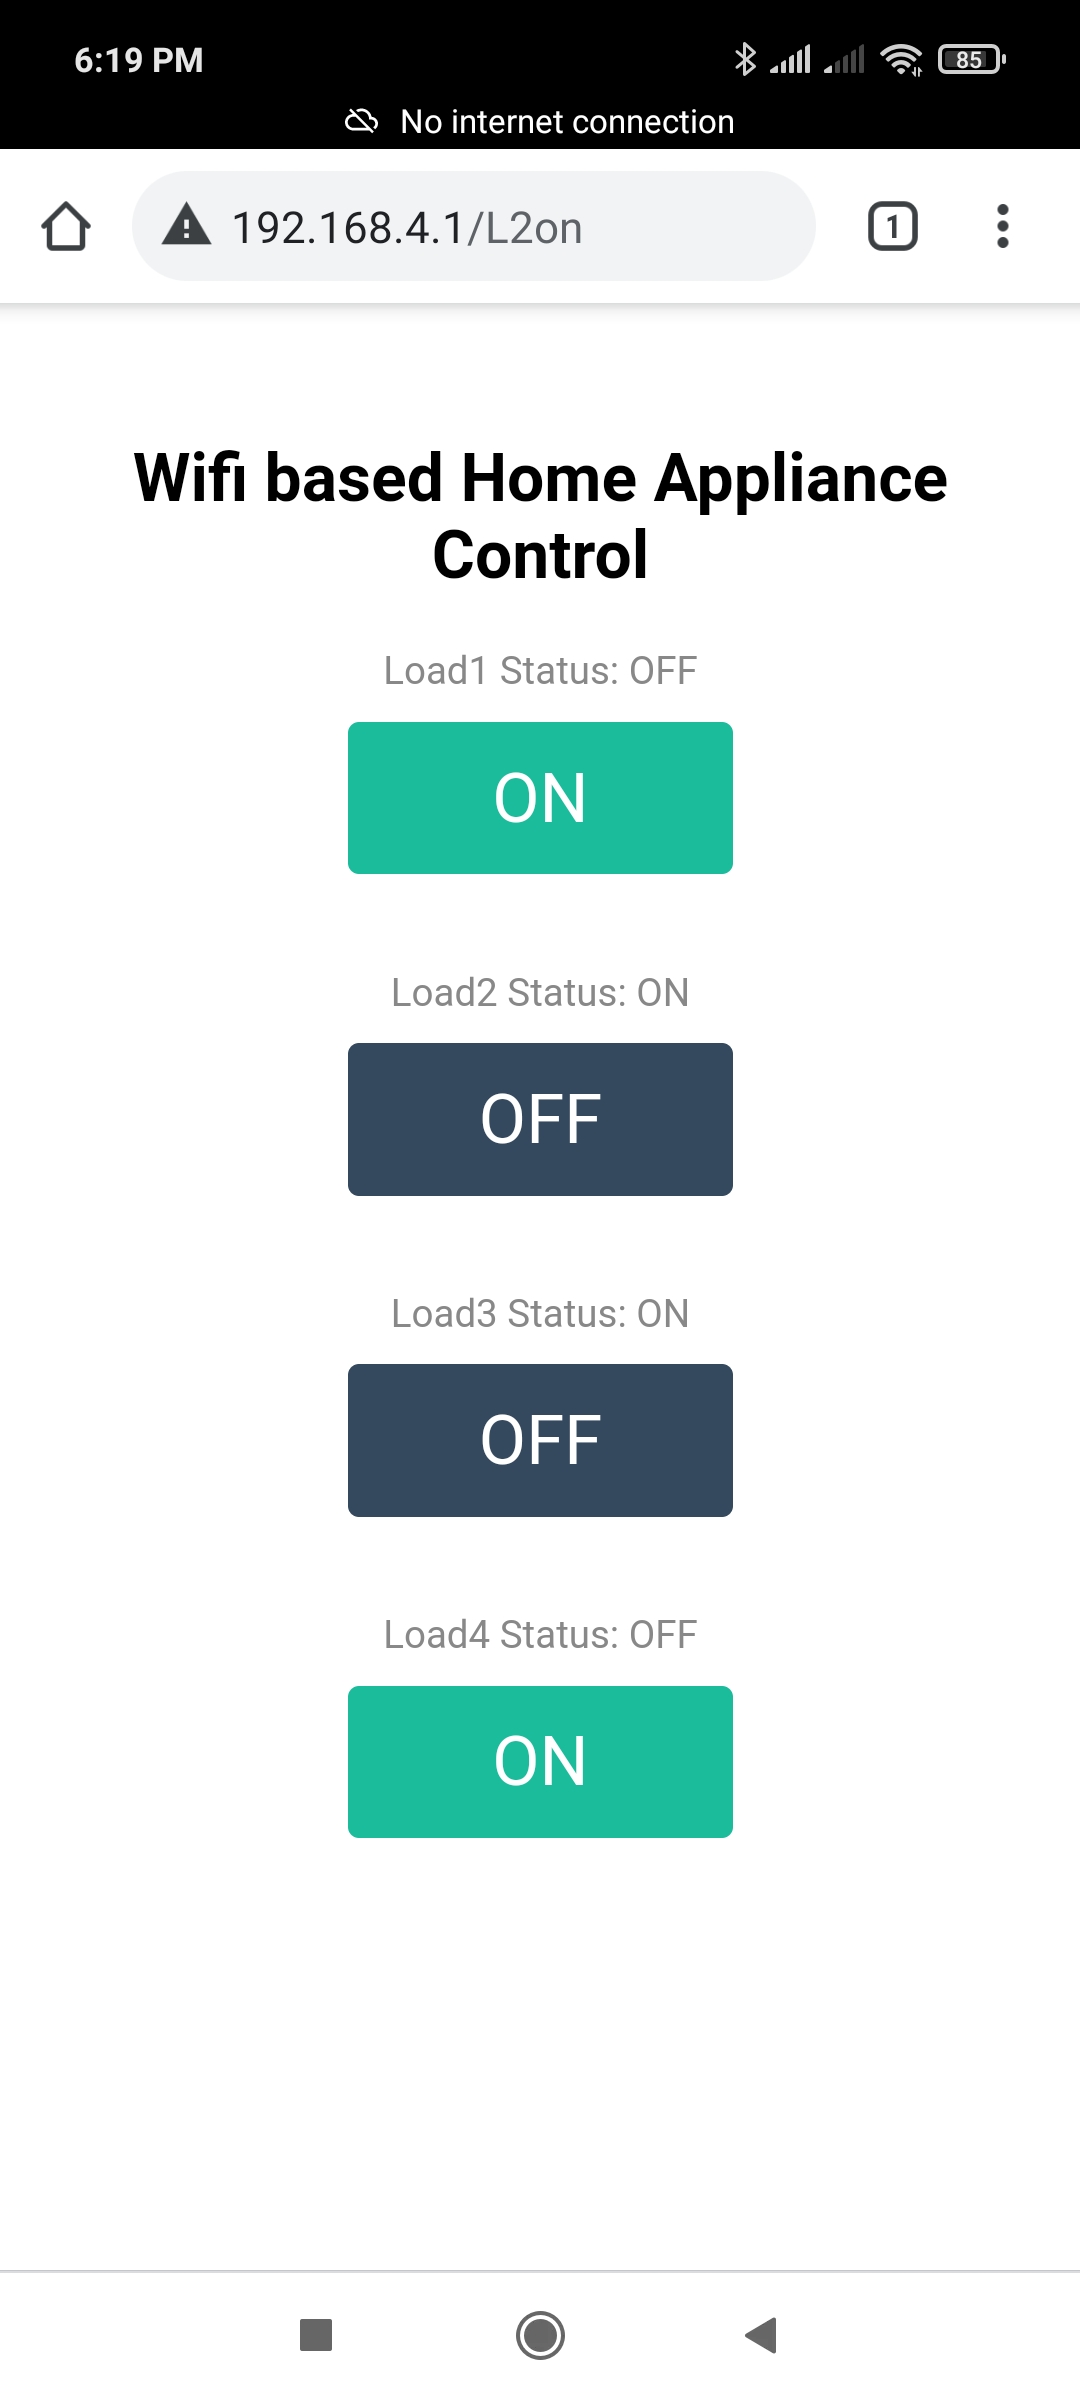 6:19 PM
85
No internet connection
192.168.4.1/L2on
1
Wifi based Home Appliance
Control
Load1 Status: OFF
ON
Load2 Status: ON
OFF
Load3 Status: ON
OFF
Load4 Status: OFF
ON